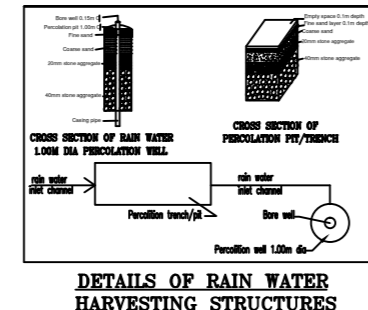 Bore well 0.15m
Percolation pit 1.00m
Fine sand
Coarse sand
20mm stone aggregate
40mm stone aggregate
Casing pipe
CROSS SECTION OF RAIN WATER
1.00M DIA PERCOLATION WELL
Empty space 0.1m depth
Fine sand layer 0.1m depth
Coarse sand
20mm stone aggregate
40mm stone aggregate
CROSS SECTION OF
PERCOLATION PIT/TRENCH
rain water
inlet channel
Percolition trench/pit
rain water
inlet channel
Bore well
Percolition well 1.00m dia
DETAILS OF RAIN WATER
HARVESTING STRUCTURES